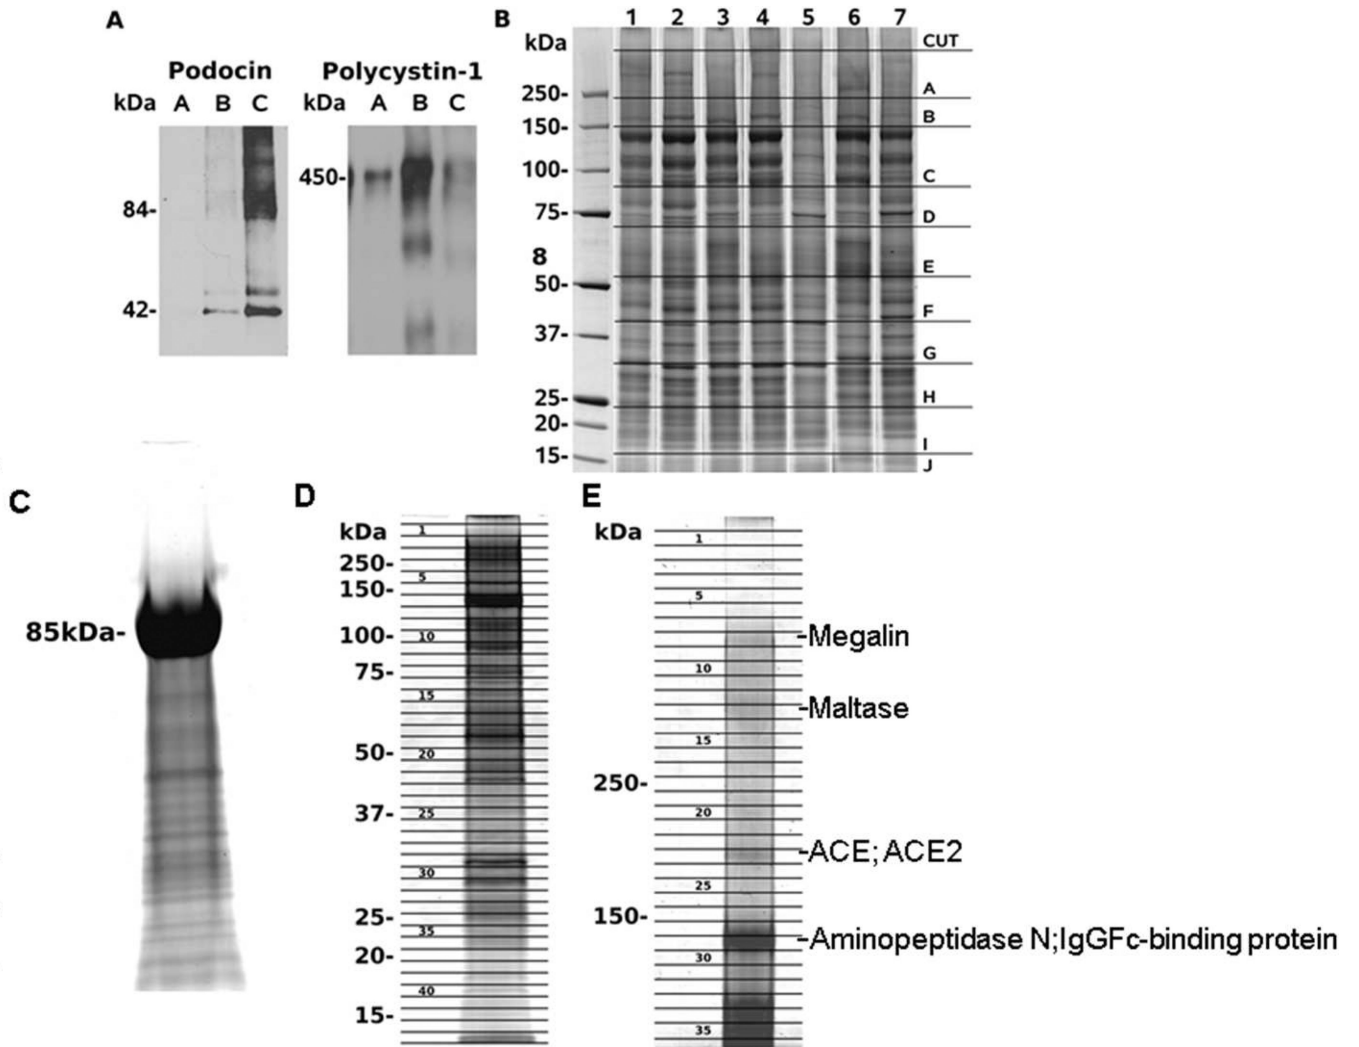 A
Podocin
kDa A B C
84-
42-
Polycystin-1
kDa A B C
450-
B
1 2 3 4 5 6 7
kDa
250-
150-
100-
75-
8
50-
37-
25-
20-
15-
CUT
A
B
C
D
E
F
G
H
I
J
C
85kDa-
D
kDa
250-
150-
100-
75-
50-
37-
25-
20-
15-
1
5
10
15
20
25
30
35
40
E
kDa
250-
150-
1
5
10
15
20
25
30
35
-Megalin
-Maltase
-ACE; ACE2
-Aminopeptidase N;IgGFc-binding protein